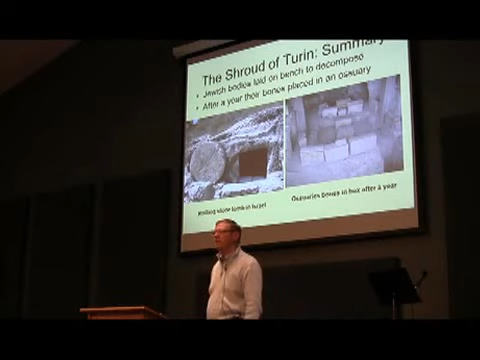 The Shroud of Turin: Summary
• Jewish bodies laid on bench to decompose
• After a year their bones placed in an ossuary
Rolling stone tomb in Israel
Ossuaries bones in box after a year